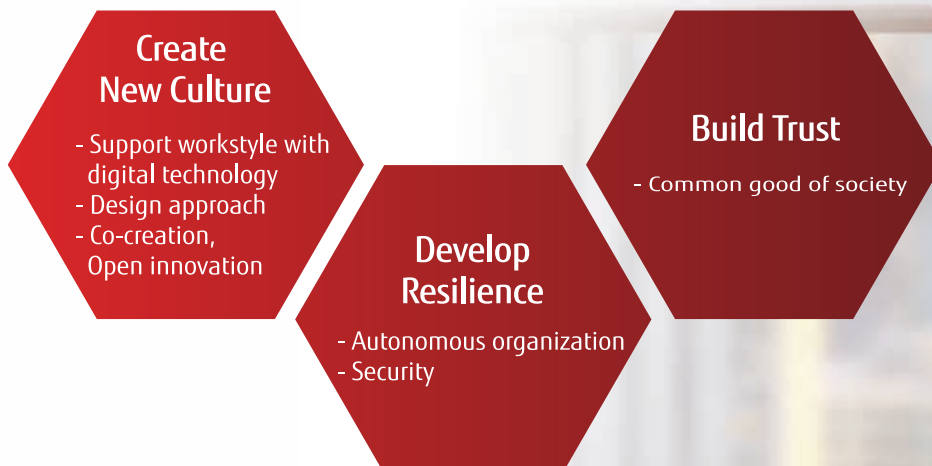 Create
New Culture
- Support workstyle with
digital technology
- Design approach
- Co-creation,
Open innovation
Develop
Resilience
- Autonomous organization
- Security
Build Trust
- Common good of society